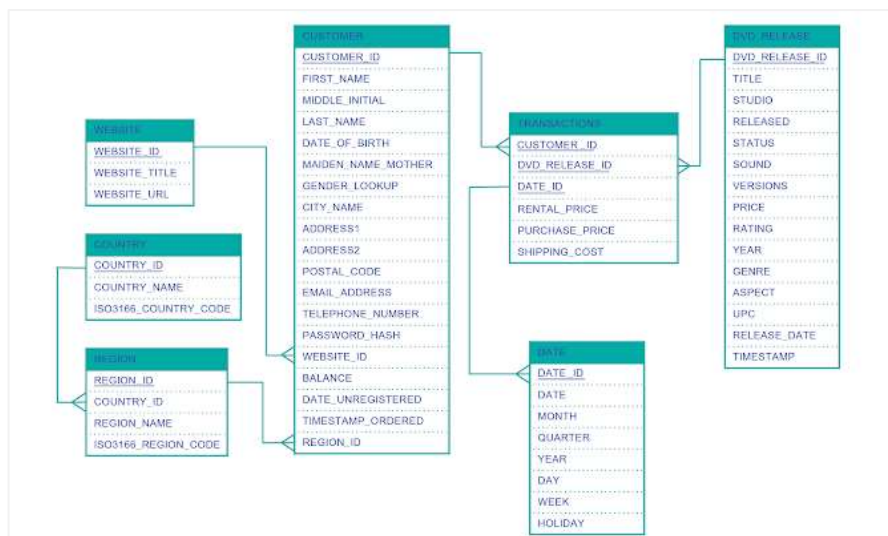 WEBSITE
WEBSITE_ID
WEBSITE_TITLE
WEBSITE_URL
COUNTRY
COUNTRY_ID
COUNTRY_NAME
ISO3166_COUNTRY_CODE
REGION
REGION_ID
COUNTRY_ID
REGION_NAME
ISO3166_REGION_CODE
CUSTOMER
CUSTOMER_ID
FIRST_NAME
MIDDLE_INITIAL
LAST_NAME
DATE_OF_BIRTH
MAIDEN_NAME_MOTHER
GENDER_LOOKUP
CITY_NAME
ADDRESS1
ADDRESS2
POSTAL_CODE
EMAIL_ADDRESS
TELEPHONE_NUMBER
PASSWORD_HASH
WEBSITE_ID
BALANCE
DATE_UNREGISTERED
TIMESTAMP_ORDERED
REGION_ID
TRANSACTIONS
CUSTOMER_ID
DVD_RELEASE_ID
DATE_ID
RENTAL_PRICE
PURCHASE_PRICE
SHIPPING_COST
DATE
DATE_ID
DATE
MONTH
QUARTER
YEAR
DAY
WEEK
HOLIDAY
DVD_RELEASE
DVD_RELEASE_ID
TITLE
STUDIO
RELEASED
STATUS
SOUND
VERSIONS
PRICE
RATING
YEAR
GENRE
ASPECT
UPC
RELEASE_DATE
TIMESTAMP